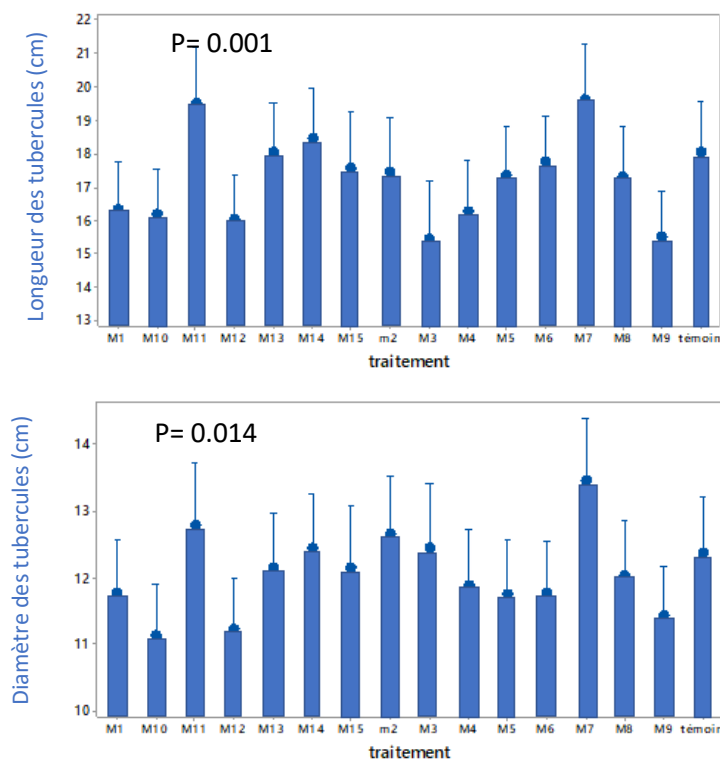 22
P= 0.001
21
20
19
18
17
16
15
14
13
Longueur des tubercules (cm)
M1 M10 M11 M12 M13 M14 M15 m2 M3 M4 M5 M6 M7 M8 M9 témoin
traitement
P= 0.014
14
13
12
11
10
Diamètre des tubercules (cm)
M1 M10 M11 M12 M13 M14 M15 m2 M3 M4 M5 M6 M7 M8 M9 témoin
traitement